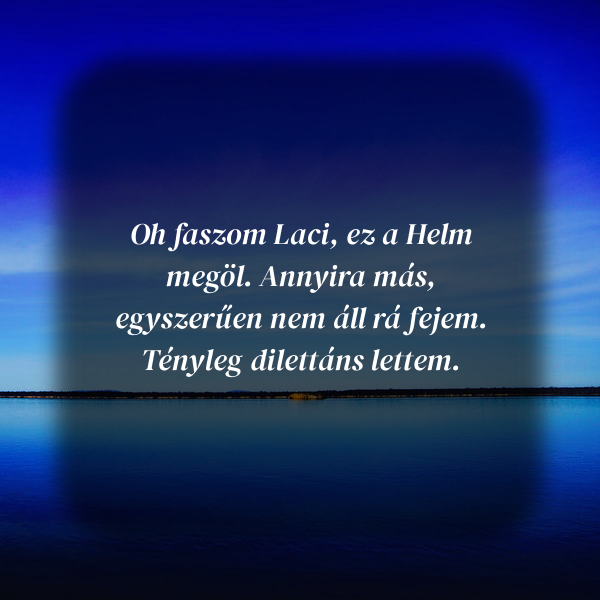 Oh faszom Laci, ez a Helm
megöl. Annyira más,
egyszerűen nem áll rá fejem.
Tényleg dilettáns lettem.